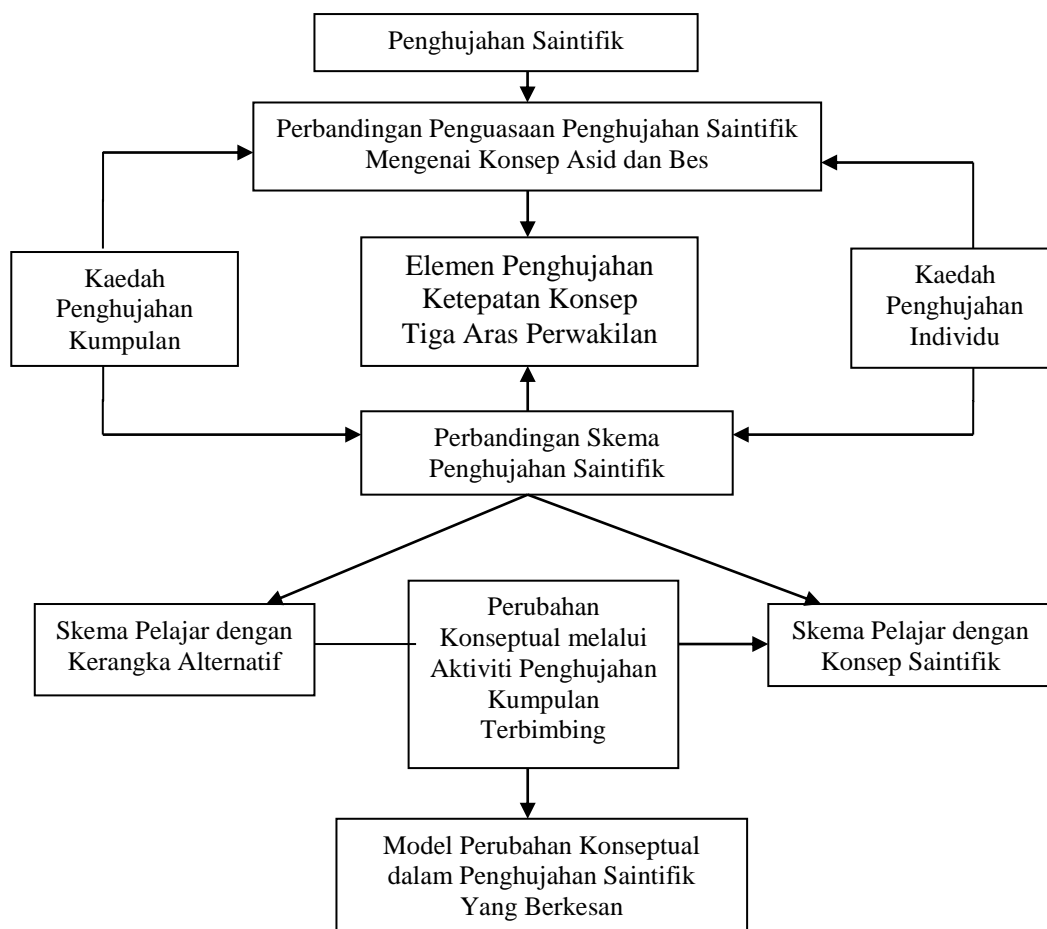 Penghujahan Saintifik
Perbandingan Penguasaan Penghujahan Saintifik
Mengenai Konsep Asid dan Bes
Kaedah
Penghujahan
Kumpulan
Elemen Penghujahan
Ketepatan Konsep
Tiga Aras Perwakilan
Kaedah
Penghujahan
Individu
Perbandingan Skema
Penghujahan Saintifik
Skema Pelajar dengan
Kerangka Alternatif
Perubahan
Konseptual melalui
Aktiviti Penghujahan
Kumpulan
Terbimbing
Skema Pelajar dengan
Konsep Saintifik
Model Perubahan Konseptual
dalam Penghujahan Saintifik
Yang Berkesan